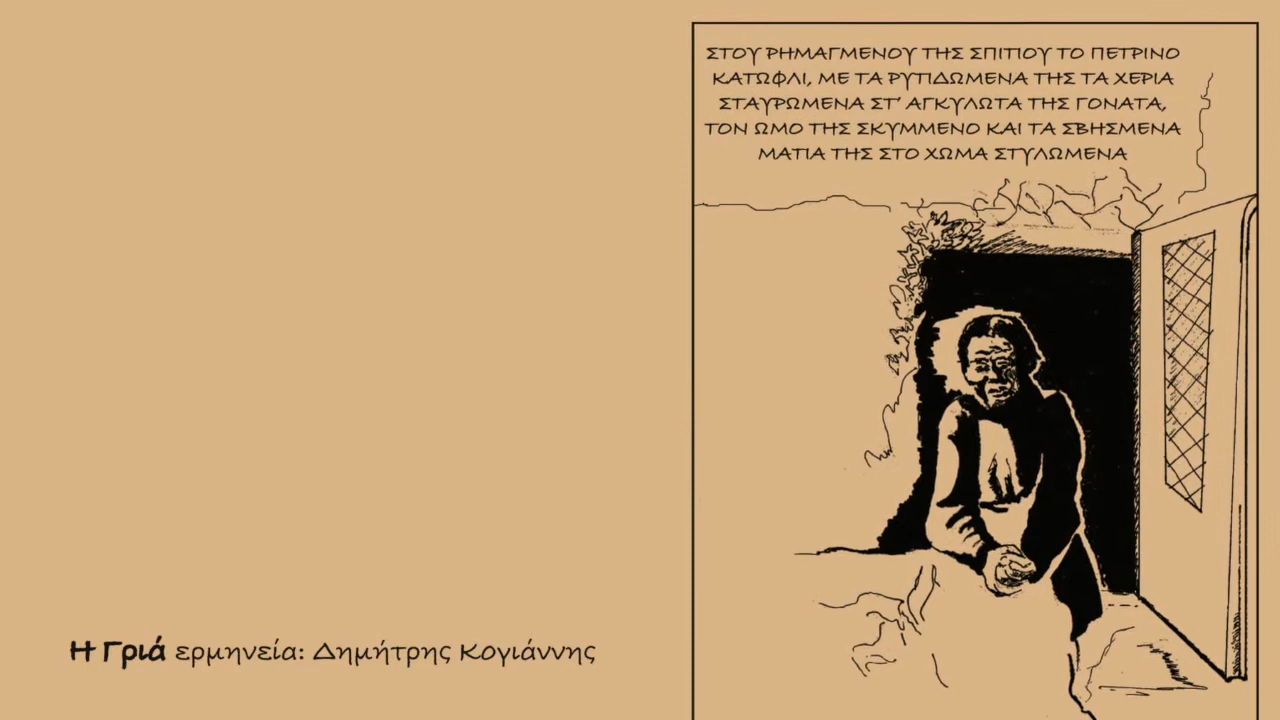 ΣΤΟΥ ΡΗΜΑΓΜΕΝΟΥ ΤΗΣ ΣΠΙΤΙΟΥ ΤΟ ΠΕΤΡΙΝΟ
ΚΑΤΩΦΛΙ, ΜΕ ΤΑ ΡΥΤΙΔΩΜΕΝΑ ΤΗΣ ΤΑ ΧΕΡΙΑ
ΣΤΑΥΡΩΜΕΝΑ ΣΤ' ΑΓΚΥΛΩΤΑ ΤΗΣ ΓΟΝΑΤΑ,
ΤΟΝ ΩΜΟ ΤΗΣ ΣΚΥΜΜΕΝΟ ΚΑΙ ΤΑ ΣΒΗΣΜΕΝΑ
ΜΑΤΙΑ ΤΗΣ ΣΤΟ ΧΩΜΑ ΣΤΥΛΩΜΕΝΑ
Η Γριά ερμηνεία: Δημήτρης Κογιάννης